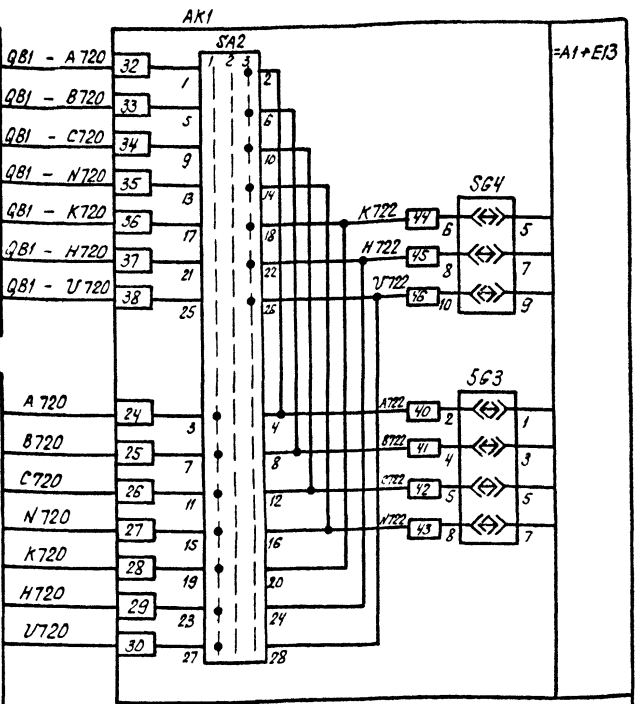 AK1
SA2
1 2 3
=A1+E13
QB1 - A720 32 1 2
QB1 - B720 33 5 6
QB1 - C720 34 9 10
QB1 - N720 35 13 14
SG4
QB1 - K720 36 17 18 K722 44 6 5
QB1 - H720 37 21 22 H722 45 8 7
QB1 - U720 38 25 26 U722 46 10 9
SG3
A720 24 3 4 A722 40 2 1
B720 25 7 8 B722 41 4 3
C720 26 11 12 C722 42 5 5
N720 27 15 16 N722 43 8 7
K720 28 19 20
H720 29 23 24
U720 30 27 28